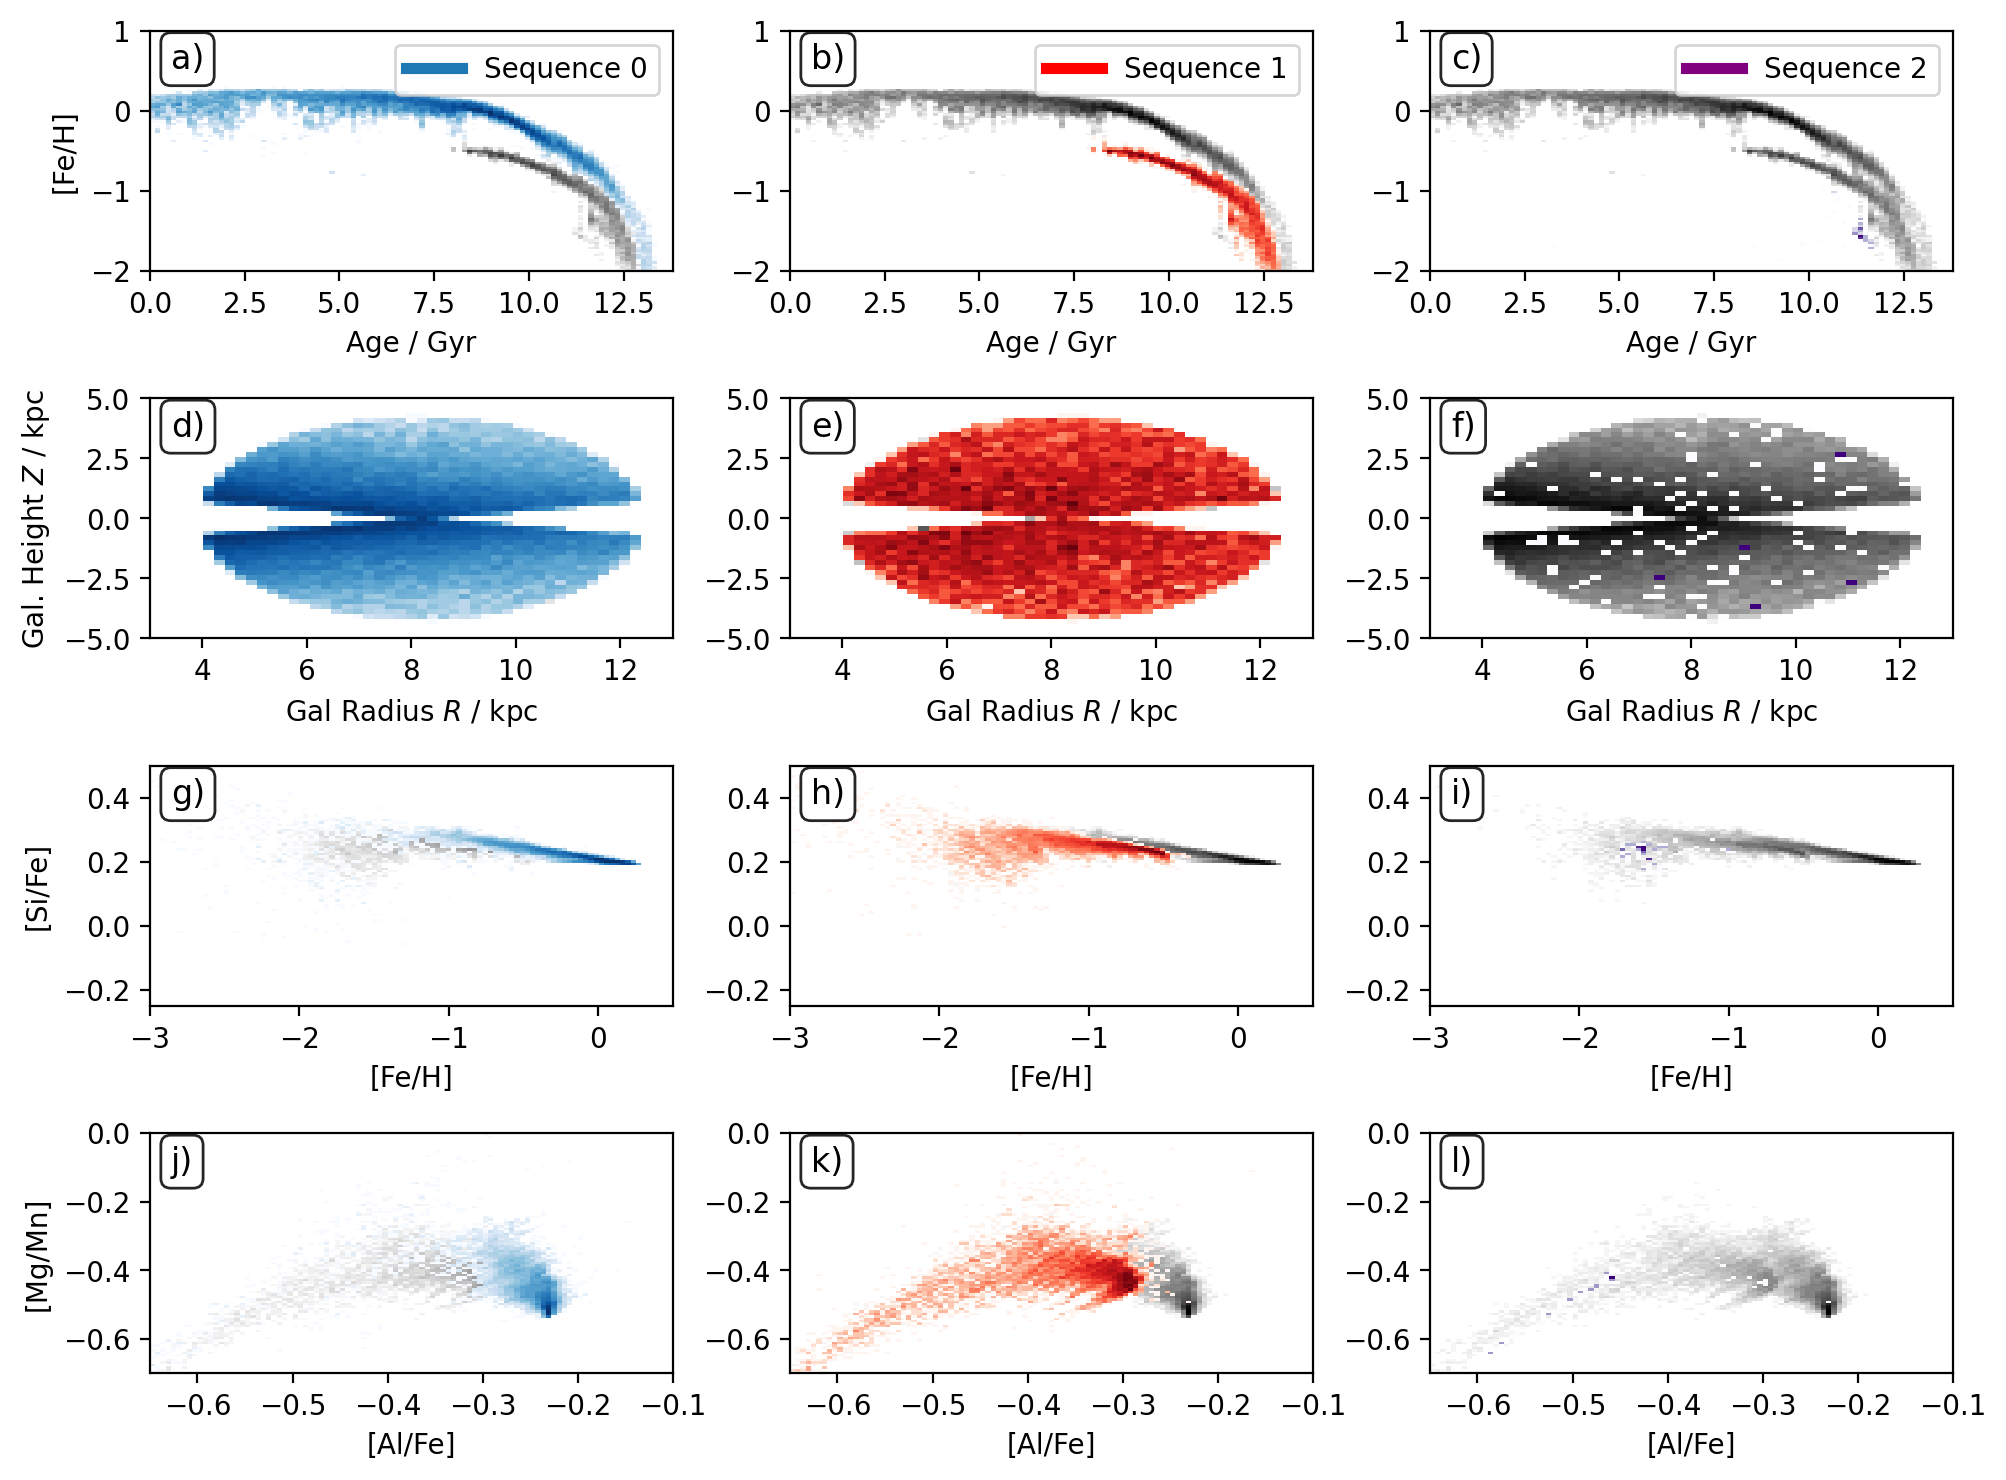 a) Sequence 0
b) Sequence 1
c) Sequence 2
1
0
−1
−2
[Fe/H]
0.0 2.5 5.0 7.5 10.0 12.5
Age / Gyr
1
0
−1
−2
0.0 2.5 5.0 7.5 10.0 12.5
Age / Gyr
1
0
−1
−2
0.0 2.5 5.0 7.5 10.0 12.5
Age / Gyr
d)
5.0
2.5
0.0
−2.5
−5.0
Gal. Height Z / kpc
4 6 8 10 12
Gal Radius R / kpc
e)
5.0
2.5
0.0
−2.5
−5.0
4 6 8 10 12
Gal Radius R / kpc
f)
5.0
2.5
0.0
−2.5
−5.0
4 6 8 10 12
Gal Radius R / kpc
g)
0.4
0.2
0.0
−0.2
[Si/Fe]
−3 −2 −1 0
[Fe/H]
h)
0.4
0.2
0.0
−0.2
−3 −2 −1 0
[Fe/H]
i)
0.4
0.2
0.0
−0.2
−3 −2 −1 0
[Fe/H]
j)
0.0
−0.2
−0.4
−0.6
[Mg/Mn]
−0.6 −0.5 −0.4 −0.3 −0.2 −0.1
[Al/Fe]
k)
0.0
−0.2
−0.4
−0.6
−0.6 −0.5 −0.4 −0.3 −0.2 −0.1
[Al/Fe]
l)
0.0
−0.2
−0.4
−0.6
−0.6 −0.5 −0.4 −0.3 −0.2 −0.1
[Al/Fe]